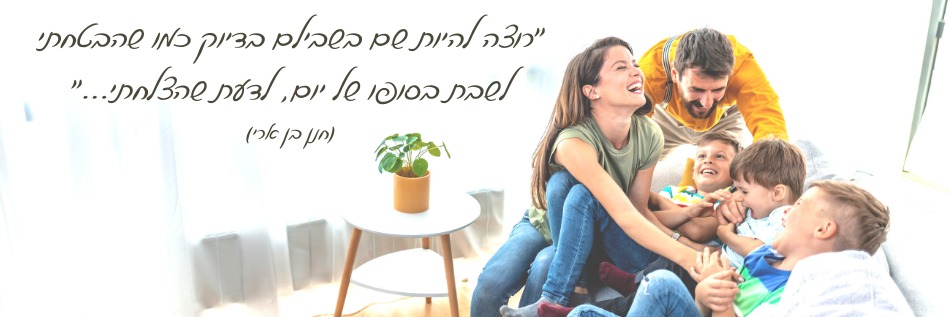 "רוצה להיות שם בשבילם בדיוק כמו שהבטחתי
לשבת בסופו של יום, לדעת שהצלחתי..."
(חנן בן ארי)